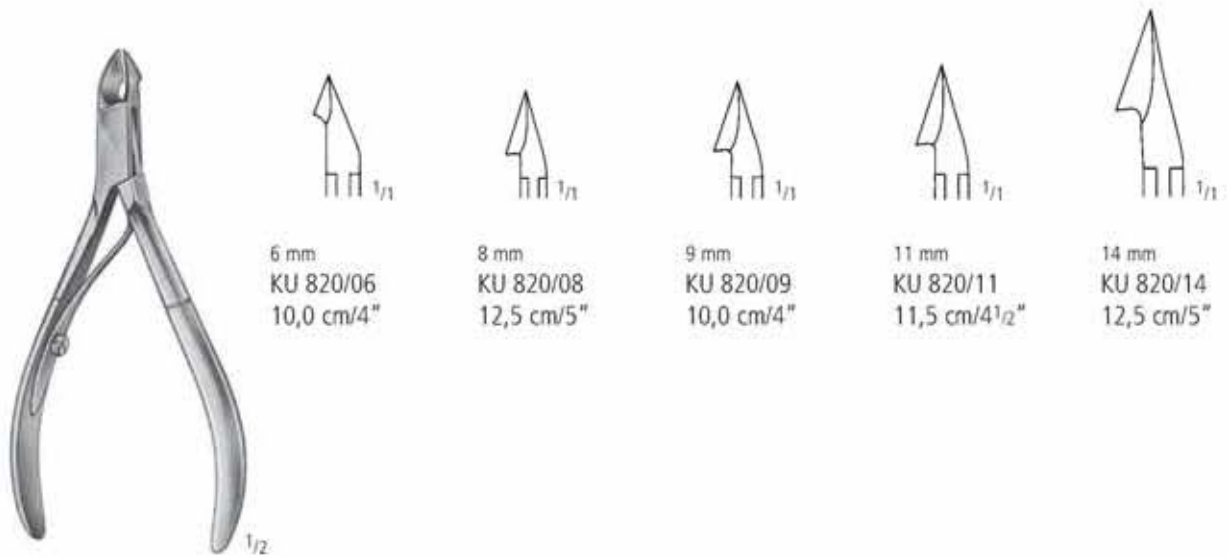 1/1
1/1
1/1
1/1
1/1
6 mm
KU 820/06
10,0 cm/4"
8 mm
KU 820/08
12,5 cm/5"
9 mm
KU 820/09
10,0 cm/4"
11 mm
KU 820/11
11,5 cm/4 1/2"
14 mm
KU 820/14
12,5 cm/5"
1/2